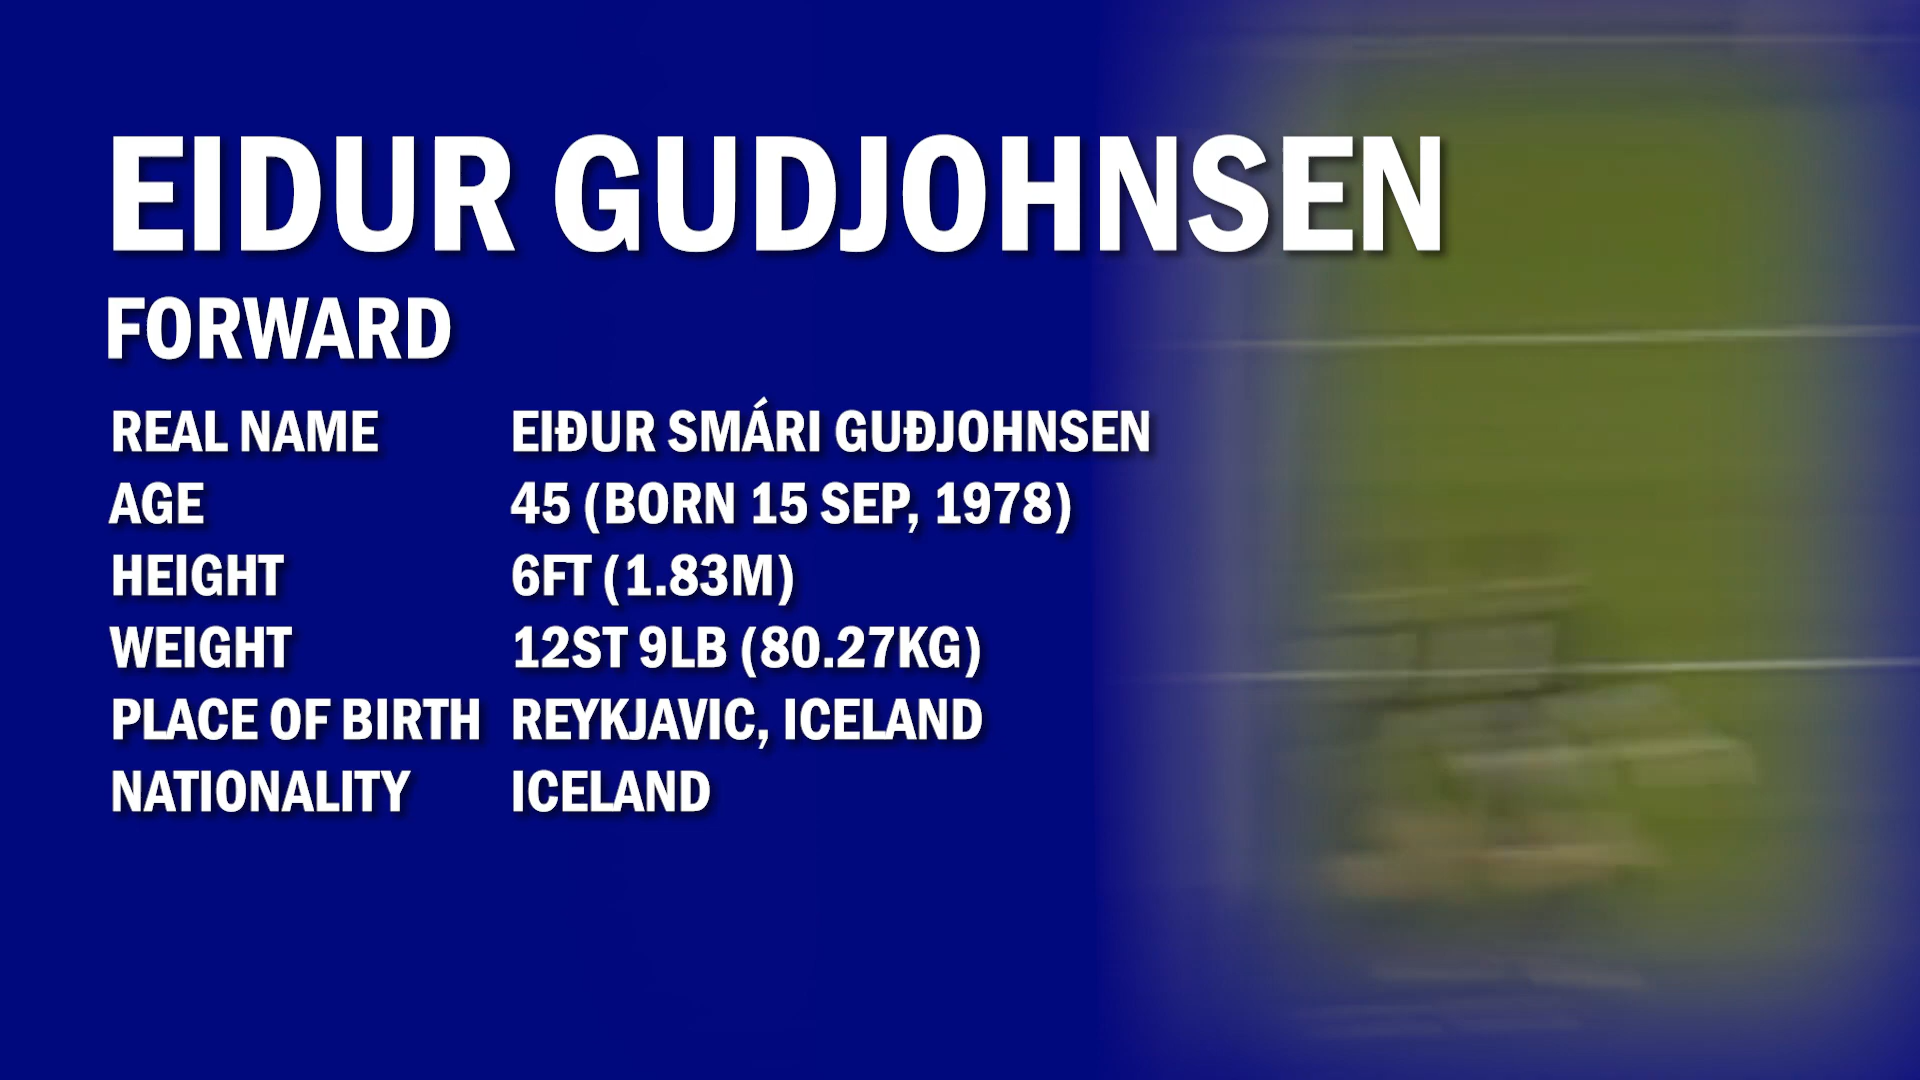 EIDUR GUDJOHNSEN
FORWARD
REAL NAME EIÐUR SMÁRI GUÐJOHNSEN
AGE 45 (BORN 15 SEP, 1978)
HEIGHT 6FT (1.83M)
WEIGHT 12ST 9LB (80.27KG)
PLACE OF BIRTH REYKJAVIC, ICELAND
NATIONALITY ICELAND